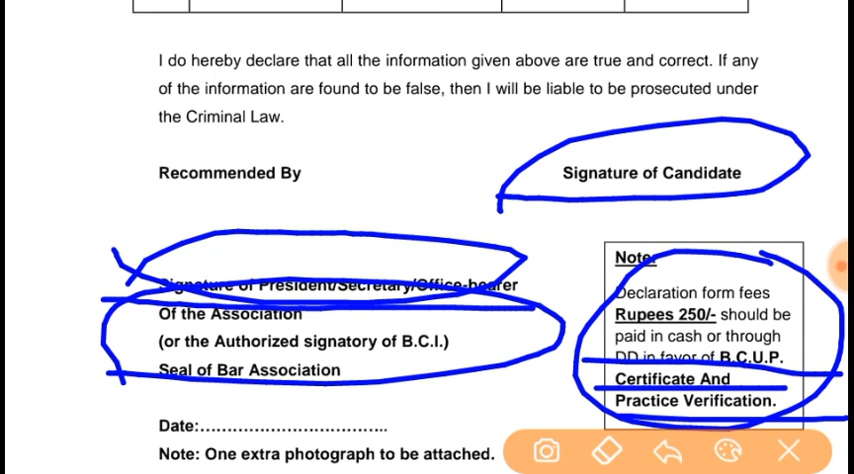 I do hereby declare that all the information given above are true and correct. If any
of the information are found to be false, then I will be liable to be prosecuted under
the Criminal Law.
Recommended By
Signature of Candidate
Signature of President/Secretary/Office-bearer
Of the Association
(or the Authorized signatory of B.C.I.)
Seal of Bar Association
Note:
Declaration form fees
Rupees 250/- should be
paid in cash or through
DD in favor of B.C.U.P.
Certificate And
Practice Verification.
Date:………………………………..
Note: One extra photograph to be attached.